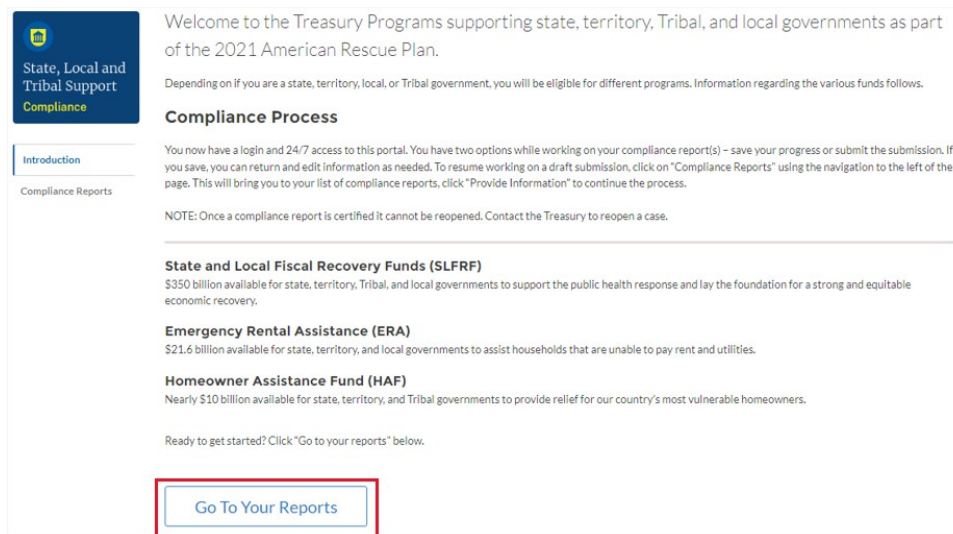 State, Local and
Tribal Support
Compliance
Introduction
Compliance Reports
Welcome to the Treasury Programs supporting state, territory, Tribal, and local governments as part
of the 2021 American Rescue Plan.
Depending on if you are a state, territory, local, or Tribal government, you will be eligible for different programs. Information regarding the various funds follows.
Compliance Process
You now have a login and 24/7 access to this portal. You have two options while working on your compliance report(s) – save your progress or submit the submission. If
you save, you can return and edit information as needed. To resume working on a draft submission, click on "Compliance Reports" using the navigation to the left of the
page. This will bring you to your list of compliance reports, click "Provide Information" to continue the process.
NOTE: Once a compliance report is certified it cannot be reopened. Contact the Treasury to reopen a case.
State and Local Fiscal Recovery Funds (SLFRF)
$350 billion available for state, territory, Tribal, and local governments to support the public health response and lay the foundation for a strong and equitable
economic recovery.
Emergency Rental Assistance (ERA)
$21.6 billion available for state, territory, and local governments to assist households that are unable to pay rent and utilities.
Homeowner Assistance Fund (HAF)
Nearly $10 billion available for state, territory, and Tribal governments to provide relief for our country's most vulnerable homeowners.
Ready to get started? Click "Go to your reports" below.
Go To Your Reports